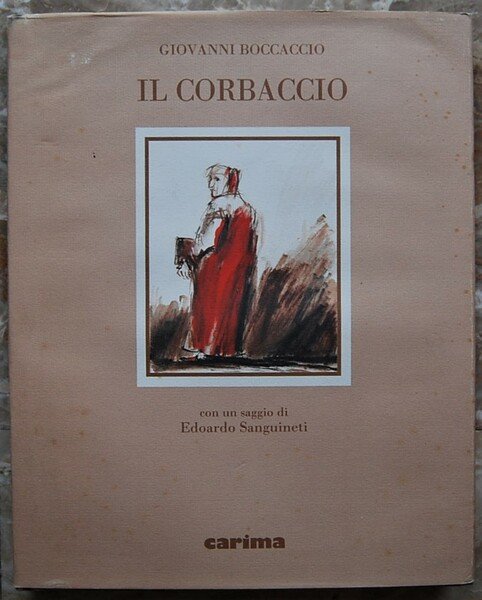 GIOVANNI BOCCACCIO
IL CORBACCIO
con un saggio di
Edoardo Sanguineti
carima